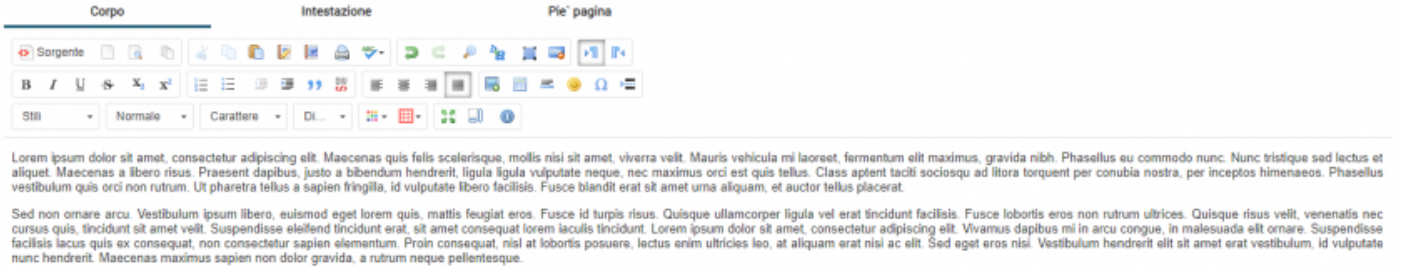 Corpo Intestazione Pie` pagina
Sorgente
B I U S X₂ X²
Stili Normale Carattere Di...
Lorem ipsum dolor sit amet, consectetur adipiscing elit. Maecenas quis felis scelerisque, mollis nisi sit amet, viverra velit. Mauris vehicula mi laoreet, fermentum elit maximus, gravida nibh. Phasellus eu commodo nunc. Nunc tristique sed lectus et
aliquet. Maecenas a libero risus. Praesent dapibus, justo a bibendum hendrerit, ligula ligula vulputate neque, nec maximus orci est quis tellus. Class aptent taciti sociosqu ad litora torquent per conubia nostra, per inceptos himenaeos. Phasellus
vestibulum quis orci non rutrum. Ut pharetra tellus a sapien fringilla, id vulputate libero facilisis. Fusce blandit erat sit amet urna aliquam, et auctor tellus placerat.
Sed non ornare arcu. Vestibulum ipsum libero, euismod eget lorem quis, mattis feugiat eros. Fusce id turpis risus. Quisque ullamcorper ligula vel erat tincidunt facilisis. Fusce lobortis eros non rutrum ultrices. Quisque risus velit, venenatis nec
cursus quis, tincidunt sit amet velit. Suspendisse eleifend tincidunt erat, sit amet consequat lorem iaculis tincidunt. Lorem ipsum dolor sit amet, consectetur adipiscing elit. Vivamus dapibus mi in arcu congue, in malesuada elit ornare. Suspendisse
facilisis lacus quis ex consequat, non consectetur sapien elementum. Proin consequat, nisl at lobortis posuere, lectus enim ultricies leo, at aliquam erat nisi ac elit. Sed eget eros nisi. Vestibulum hendrerit elit sit amet erat vestibulum, id vulputate
nunc hendrerit. Maecenas maximus sapien non dolor gravida, a rutrum neque pellentesque.